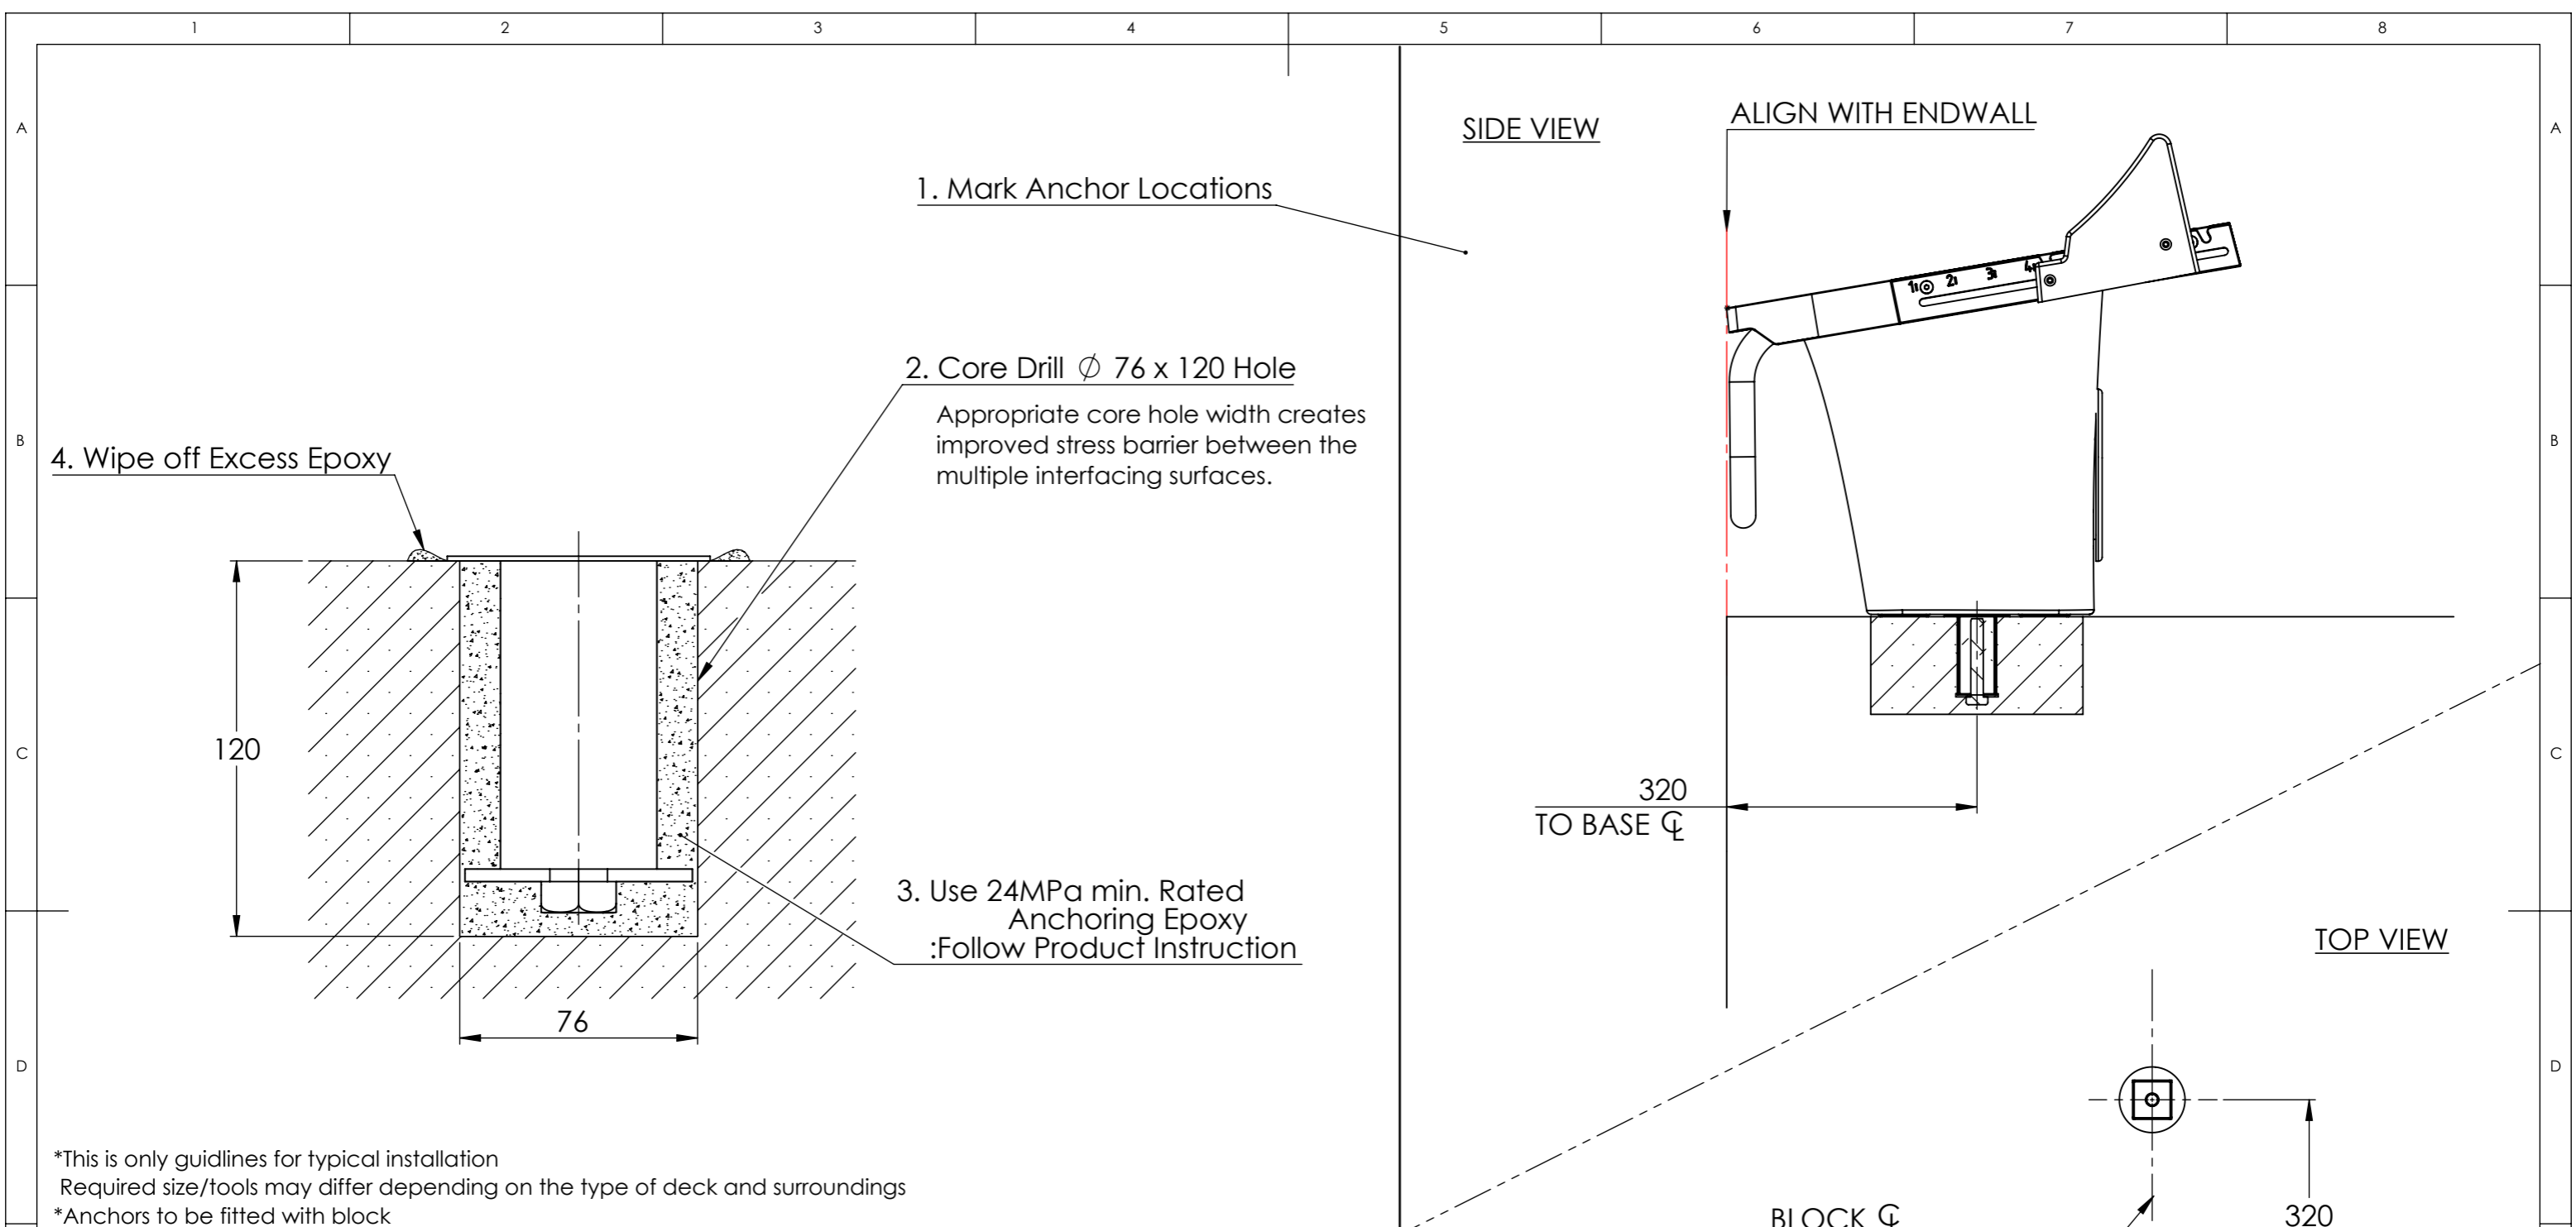 1 2 3 4 5 6 7 8
A A
SIDE VIEW
ALIGN WITH ENDWALL
1. Mark Anchor Locations
1 2 3 4
2. Core Drill ∅ 76 x 120 Hole
Appropriate core hole width creates
improved stress barrier between the
multiple interfacing surfaces.
B B
4. Wipe off Excess Epoxy
C C
120
320
TO BASE ℄
3. Use 24MPa min. Rated
Anchoring Epoxy
:Follow Product Instruction
76
TOP VIEW
D D
*This is only guidlines for typical installation
Required size/tools may differ depending on the type of deck and surroundings
*Anchors to be fitted with block
BLOCK ℄
320